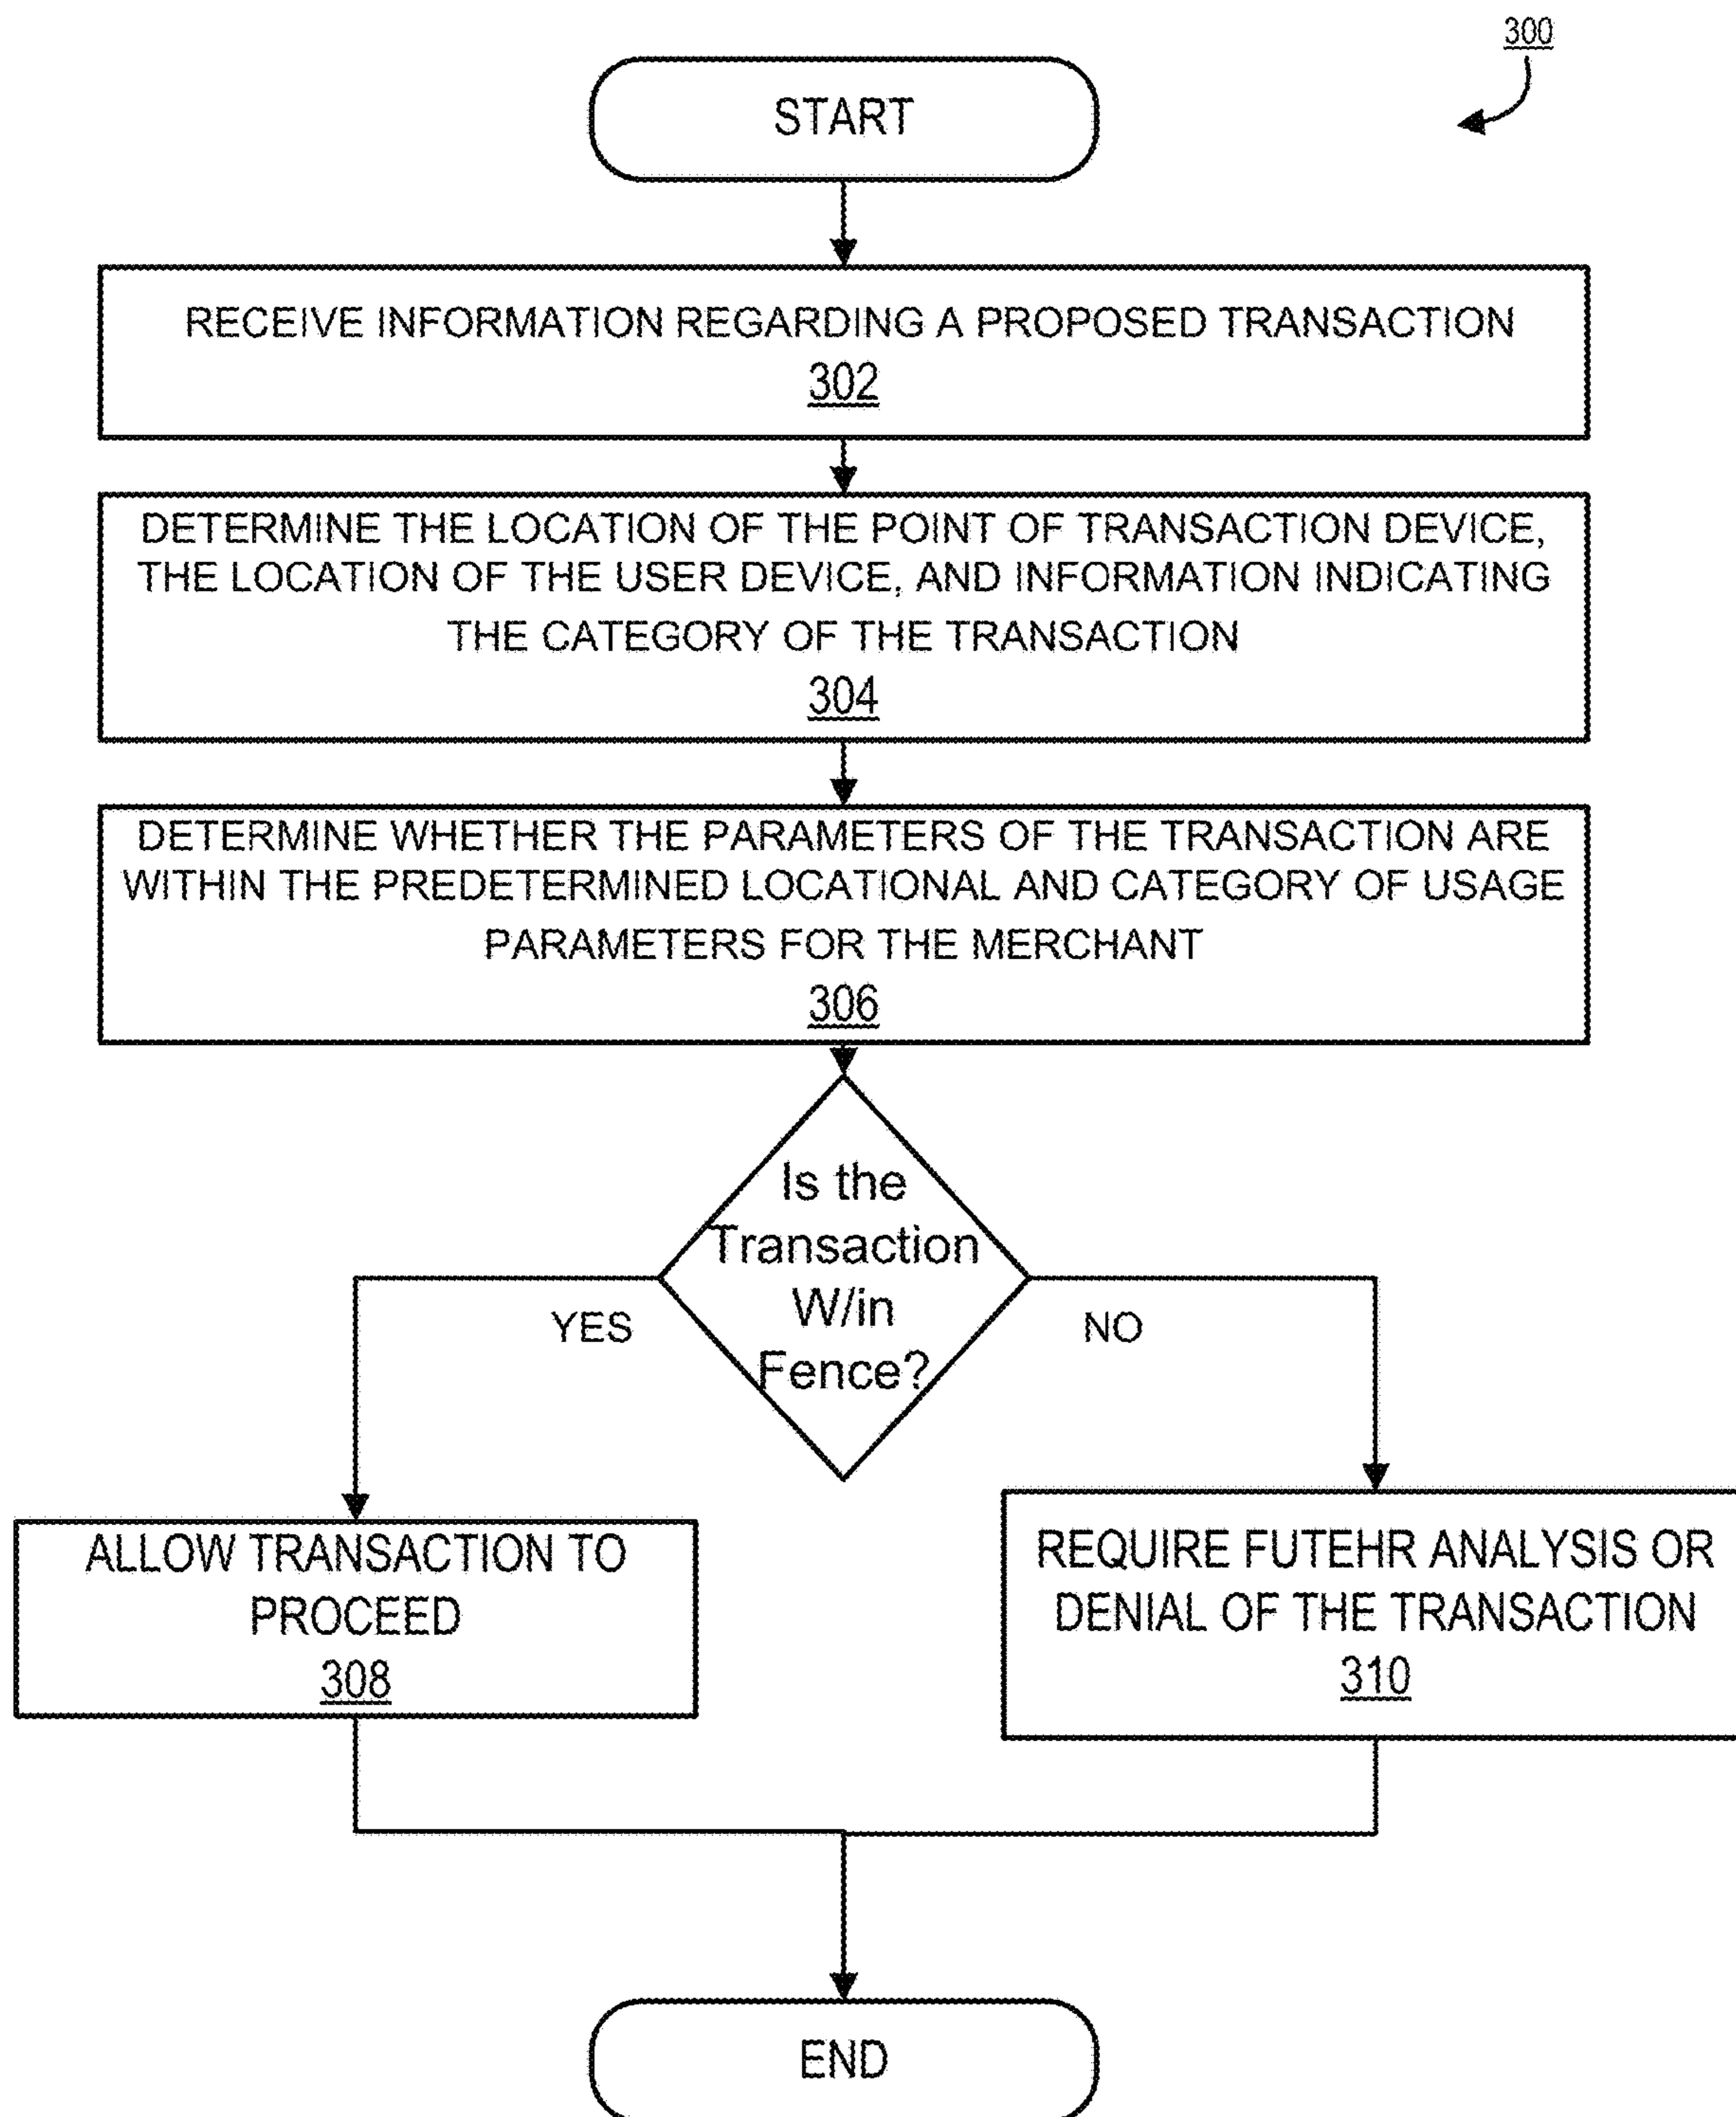 300
START
RECEIVE INFORMATION REGARDING A PROPOSED TRANSACTION
302
DETERMINE THE LOCATION OF THE POINT OF TRANSACTION DEVICE,
THE LOCATION OF THE USER DEVICE, AND INFORMATION INDICATING
THE CATEGORY OF THE TRANSACTION
304
DETERMINE WHETHER THE PARAMETERS OF THE TRANSACTION ARE
WITHIN THE PREDETERMINED LOCATIONAL AND CATEGORY OF USAGE
PARAMETERS FOR THE MERCHANT
306
Is the
Transaction
W/in
Fence?
YES
NO
ALLOW TRANSACTION TO
PROCEED
308
REQUIRE FUTEHR ANALYSIS OR
DENIAL OF THE TRANSACTION
310
END